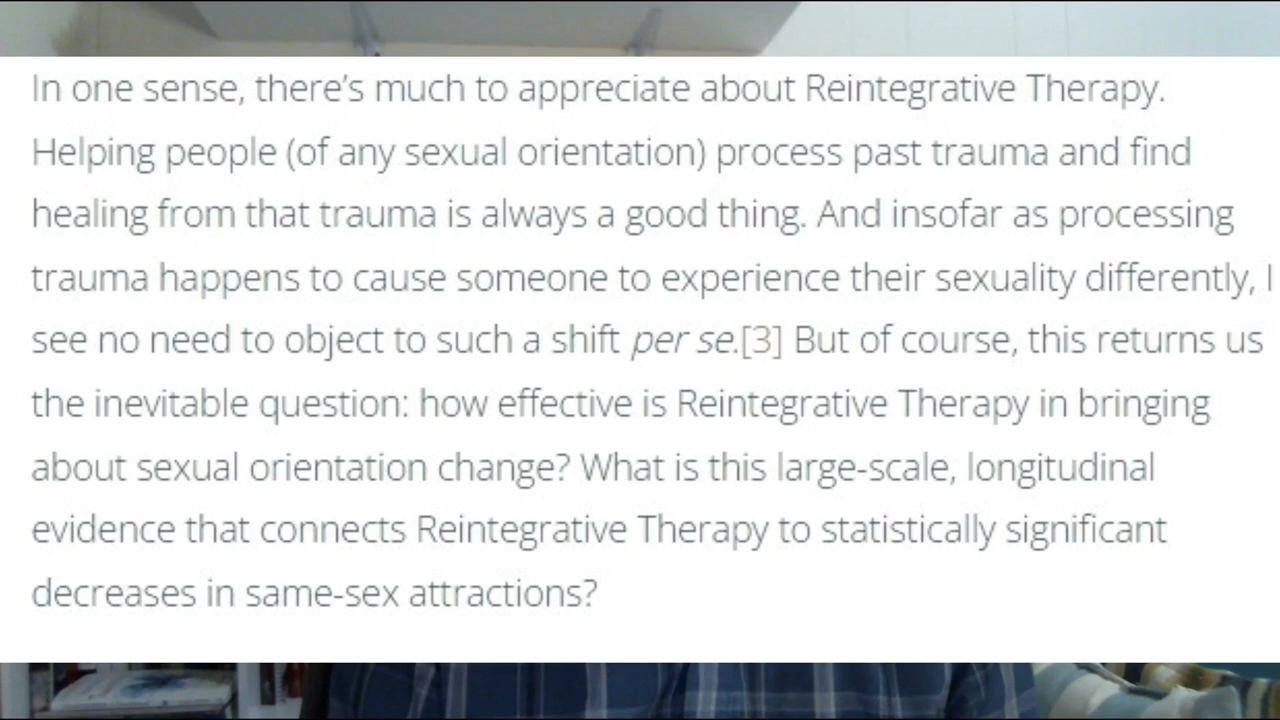 In one sense, there's much to appreciate about Reintegrative Therapy.
Helping people (of any sexual orientation) process past trauma and find
healing from that trauma is always a good thing. And insofar as processing
trauma happens to cause someone to experience their sexuality differently, I
see no need to object to such a shift per se.[3] But of course, this returns us
the inevitable question: how effective is Reintegrative Therapy in bringing
about sexual orientation change? What is this large-scale, longitudinal
evidence that connects Reintegrative Therapy to statistically significant
decreases in same-sex attractions?